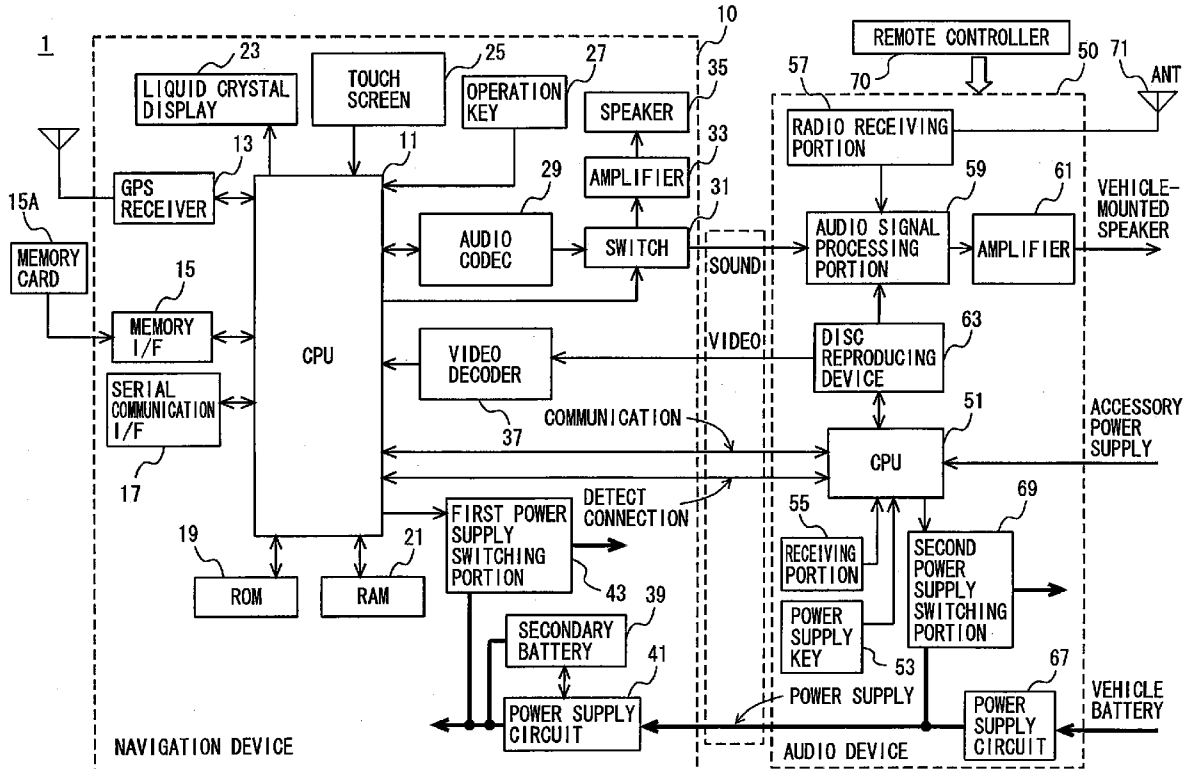 1
10
REMOTE CONTROLLER
70
50
71
ANT
23
LIQUID CRYSTAL
DISPLAY
25
TOUCH
SCREEN
27
OPERATION
KEY
35
SPEAKER
33
AMPLIFIER
57
RADIO RECEIVING
PORTION
13
GPS
RECEIVER
11
CPU
29
AUDIO
CODEC
31
SWITCH
SOUND
59
AUDIO SIGNAL
PROCESSING
PORTION
61
AMPLIFIER
VEHICLE-
MOUNTED
SPEAKER
15A
MEMORY
CARD
15
MEMORY
I/F
VIDEO
DECODER
37
VIDEO
DISC
REPRODUCING
DEVICE
63
SERIAL
COMMUNICATION
I/F
17
COMMUNICATION
51
CPU
ACCESSORY
POWER
SUPPLY
DETECT
CONNECTION
FIRST POWER
SUPPLY
SWITCHING
PORTION
43
55
RECEIVING
PORTION
69
SECOND
POWER
SUPPLY
SWITCHING
PORTION
19
ROM
21
RAM
39
SECONDARY
BATTERY
POWER
SUPPLY
KEY
53
41
POWER SUPPLY
CIRCUIT
POWER SUPPLY
67
POWER
SUPPLY
CIRCUIT
VEHICLE
BATTERY
NAVIGATION DEVICE
AUDIO DEVICE